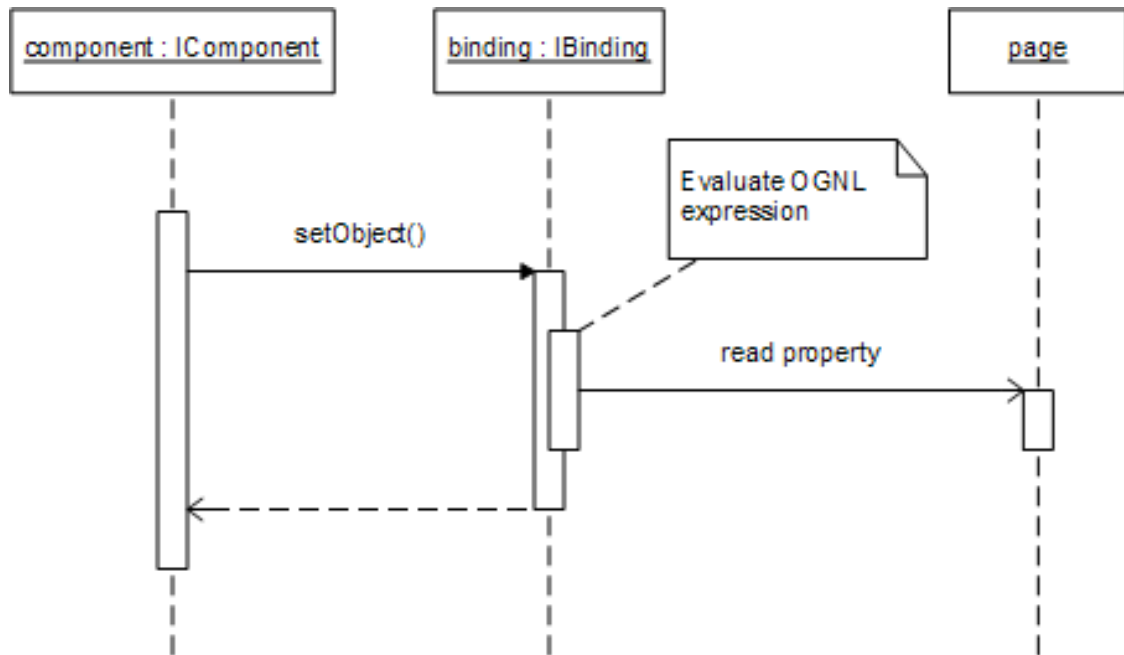 component : IComponent
binding : IBinding
page
Evaluate OGNL
expression
setObject()
read property